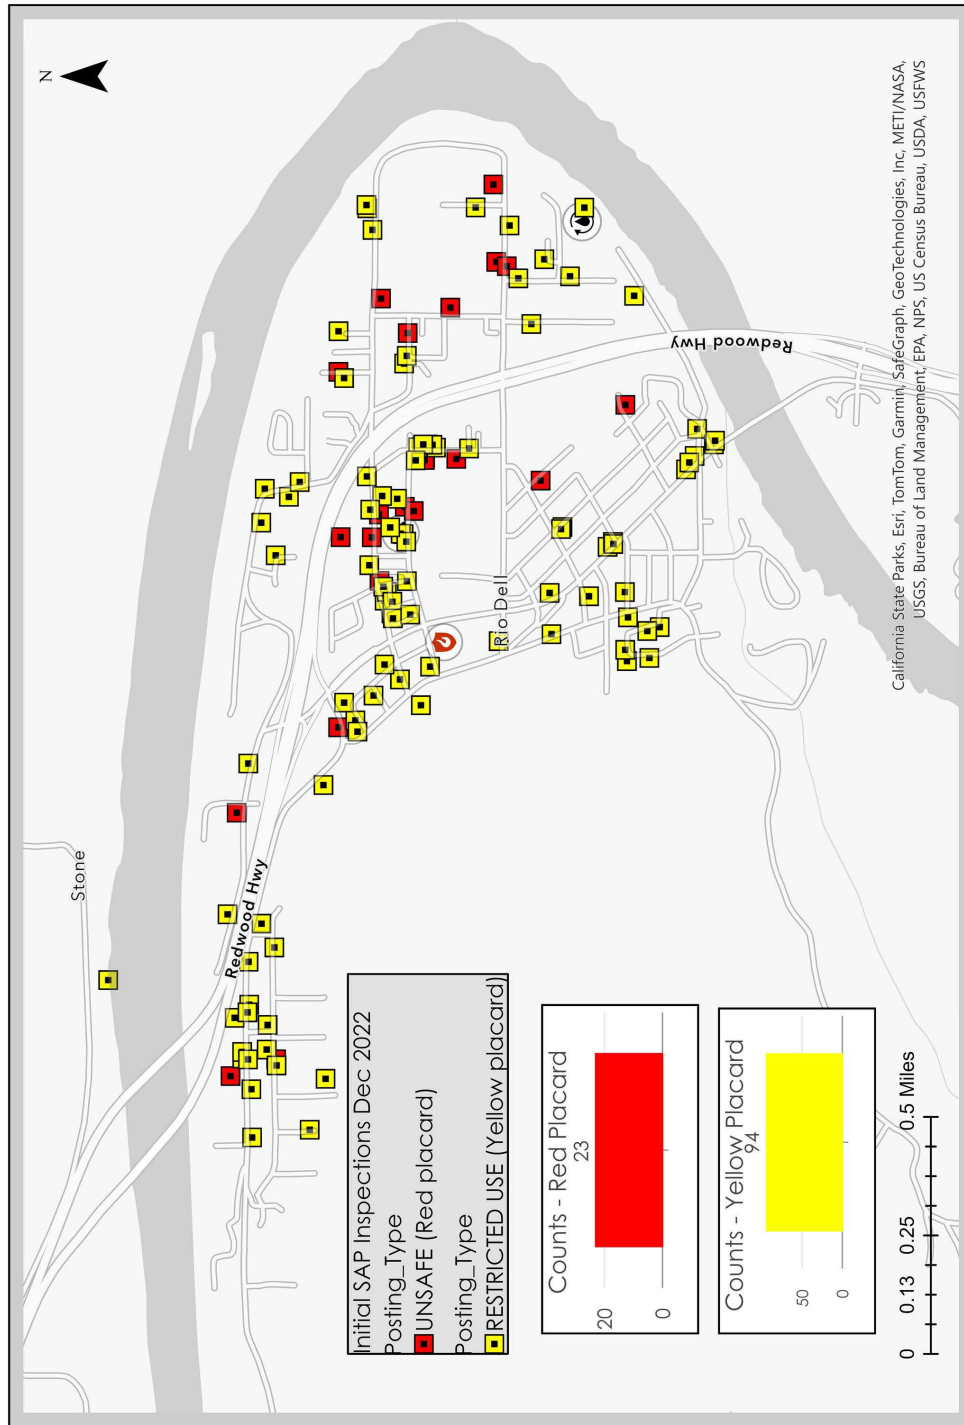 N
Stone
Redwood Hwy
Redwood Hwy
Rio Dell
Initial SAP Inspections Dec 2022
Posting_Type
UNSAFE (Red placard)
Posting_Type
RESTRICTED USE (Yellow placard)
Counts - Red Placard
23
20
0
Counts - Yellow Placard
94
50
0
0 0.13 0.25 0.5 Miles
California State Parks, Esri, TomTom, Garmin, SafeGraph, GeoTechnologies, Inc, METI/NASA,
USGS, Bureau of Land Management, EPA, NPS, US Census Bureau, USDA, USFWS